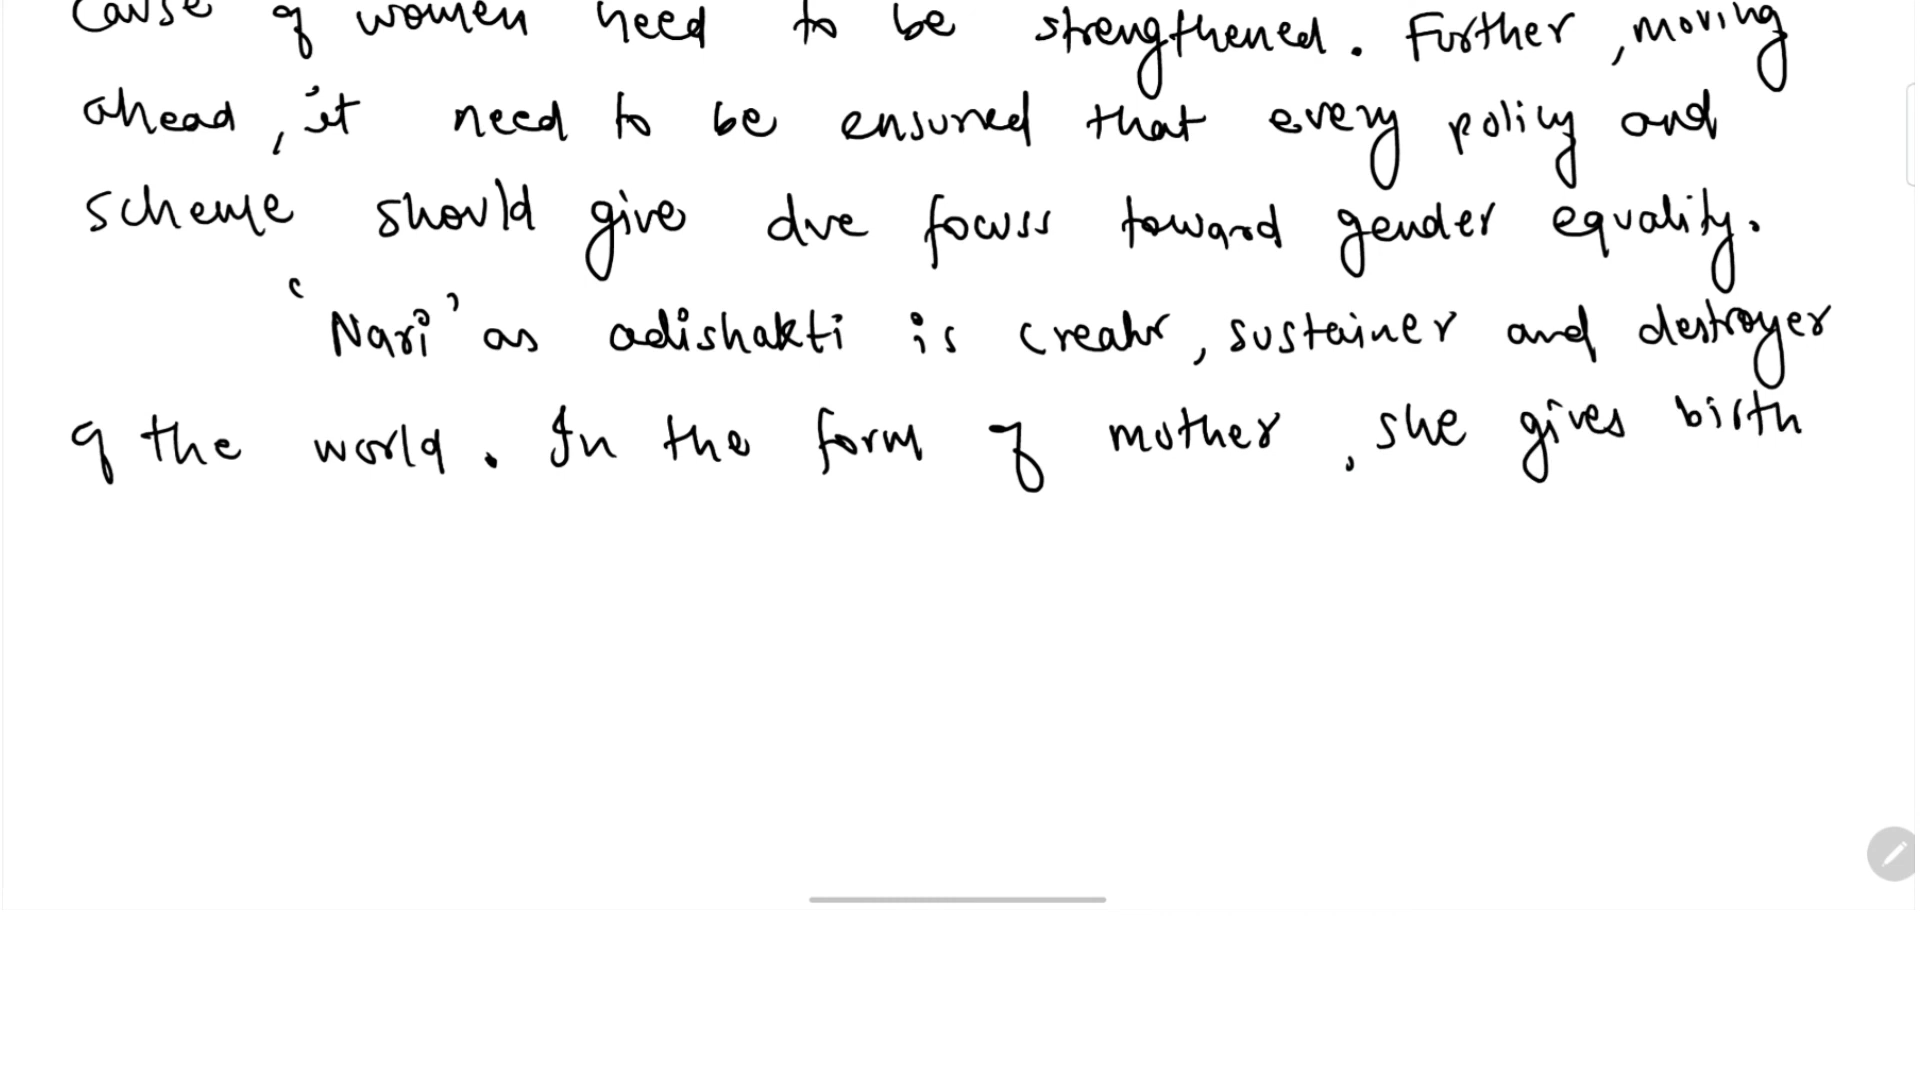 cause of women need to be strengthened. Further, moving
ahead, it need to be ensured that every policy and
scheme should give due focuss toward gender equality.
'Nari' as adishakti is creator, sustainer and destroyer
of the world. In the form of mother, she gives birth